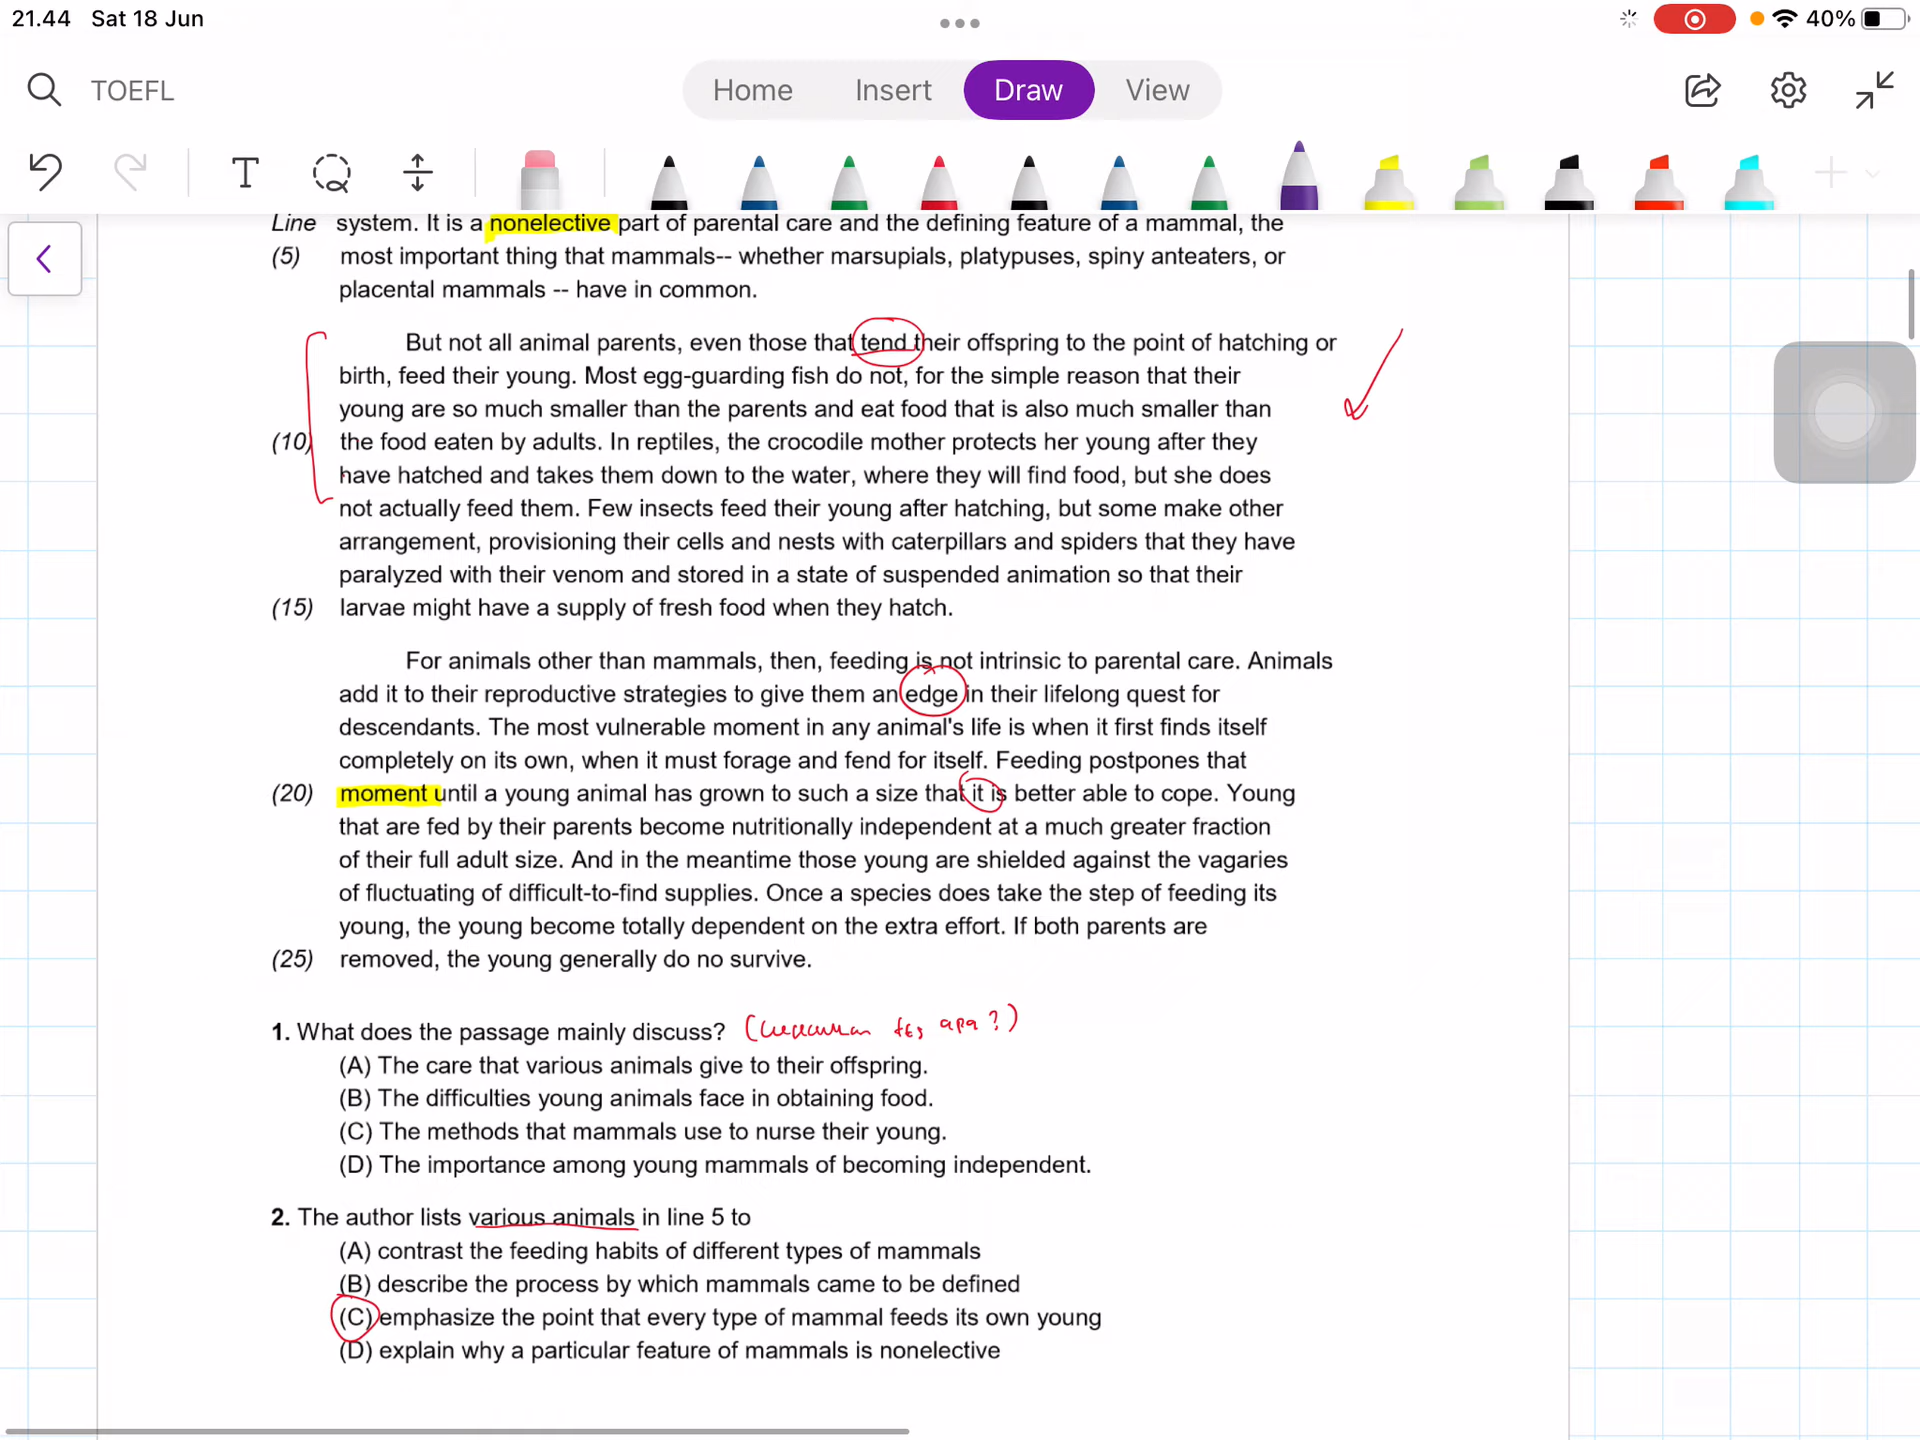 21.44 Sat 18 Jun
40%
TOEFL
Home Insert Draw View
T
Line system. It is a nonelective part of parental care and the defining feature of a mammal, the
(5) most important thing that mammals-- whether marsupials, platypuses, spiny anteaters, or
placental mammals -- have in common.
But not all animal parents, even those that tend their offspring to the point of hatching or
birth, feed their young. Most egg-guarding fish do not, for the simple reason that their
young are so much smaller than the parents and eat food that is also much smaller than
(10) the food eaten by adults. In reptiles, the crocodile mother protects her young after they
have hatched and takes them down to the water, where they will find food, but she does
not actually feed them. Few insects feed their young after hatching, but some make other
arrangement, provisioning their cells and nests with caterpillars and spiders that they have
paralyzed with their venom and stored in a state of suspended animation so that their
(15) larvae might have a supply of fresh food when they hatch.
For animals other than mammals, then, feeding is not intrinsic to parental care. Animals
add it to their reproductive strategies to give them an edge in their lifelong quest for
descendants. The most vulnerable moment in any animal's life is when it first finds itself
completely on its own, when it must forage and fend for itself. Feeding postpones that
(20) moment until a young animal has grown to such a size that it is better able to cope. Young
that are fed by their parents become nutritionally independent at a much greater fraction
of their full adult size. And in the meantime those young are shielded against the vagaries
of fluctuating of difficult-to-find supplies. Once a species does take the step of feeding its
young, the young become totally dependent on the extra effort. If both parents are
(25) removed, the young generally do no survive.
1. What does the passage mainly discuss? apa?)
(A) The care that various animals give to their offspring.
(B) The difficulties young animals face in obtaining food.
(C) The methods that mammals use to nurse their young.
(D) The importance among young mammals of becoming independent.
2. The author lists various animals in line 5 to
(A) contrast the feeding habits of different types of mammals
(B) describe the process by which mammals came to be defined
(C) emphasize the point that every type of mammal feeds its own young
(D) explain why a particular feature of mammals is nonelective